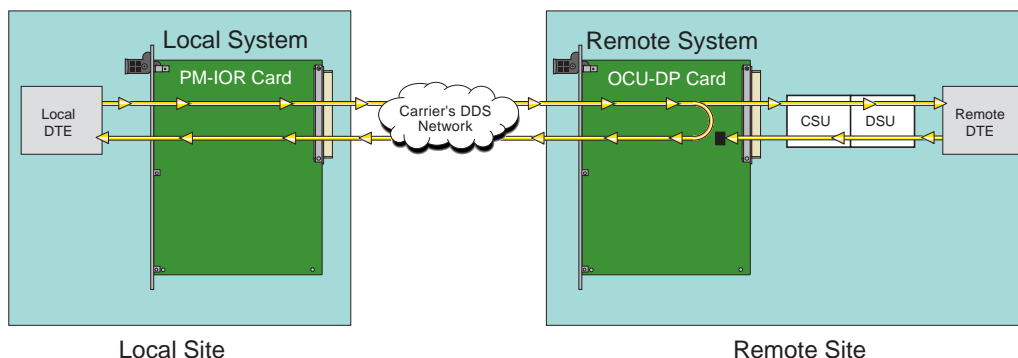 Local System
Remote System
PM-IOR Card
OCU-DP Card
Local
DTE
Carrier's DDS
Network
CSU
DSU
Remote
DTE
Local Site
Remote Site